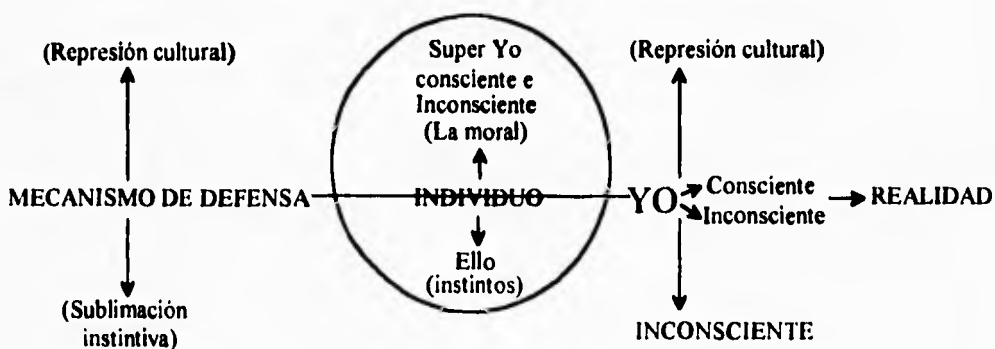 (Represión cultural)
Super Yo
consciente e
Inconsciente
(La moral)
(Represión cultural)
MECANISMO DE DEFENSA
INDIVIDUO
YO
Consciente
Inconsciente
REALIDAD
Ello
(instintos)
(Sublimación
instintiva)
INCONSCIENTE